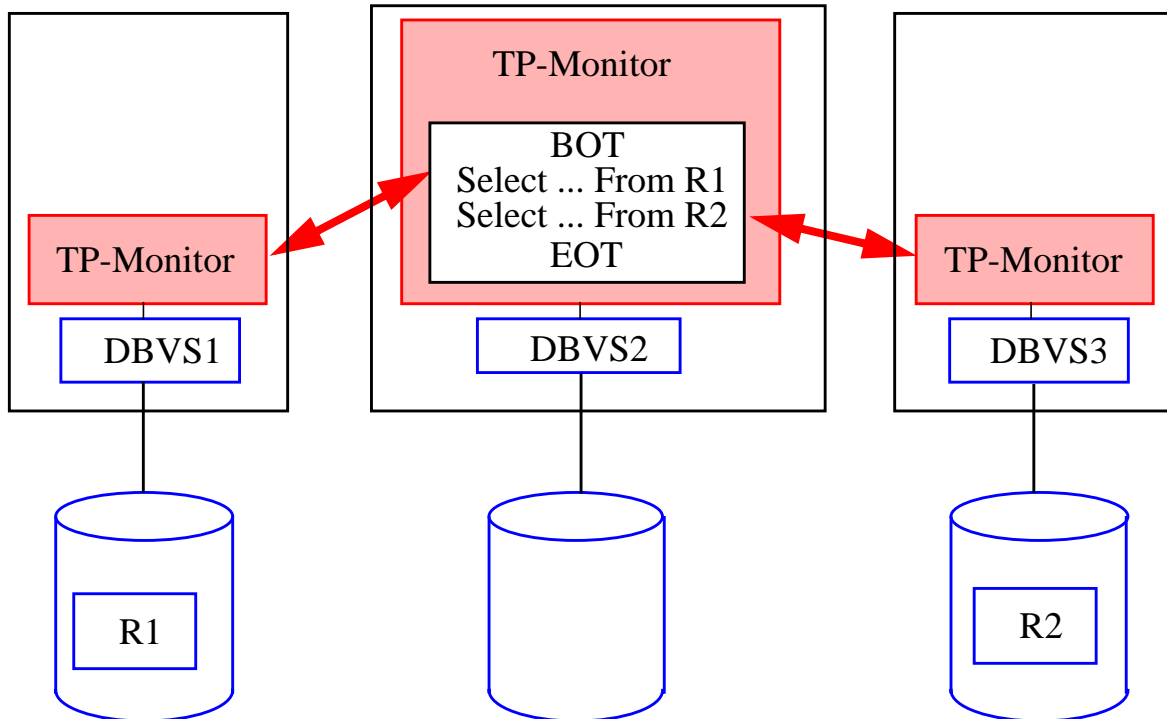 TP-Monitor
BOT
Select ... From R1
Select ... From R2
EOT
TP-Monitor
TP-Monitor
DBVS1
DBVS2
DBVS3
R1
R2